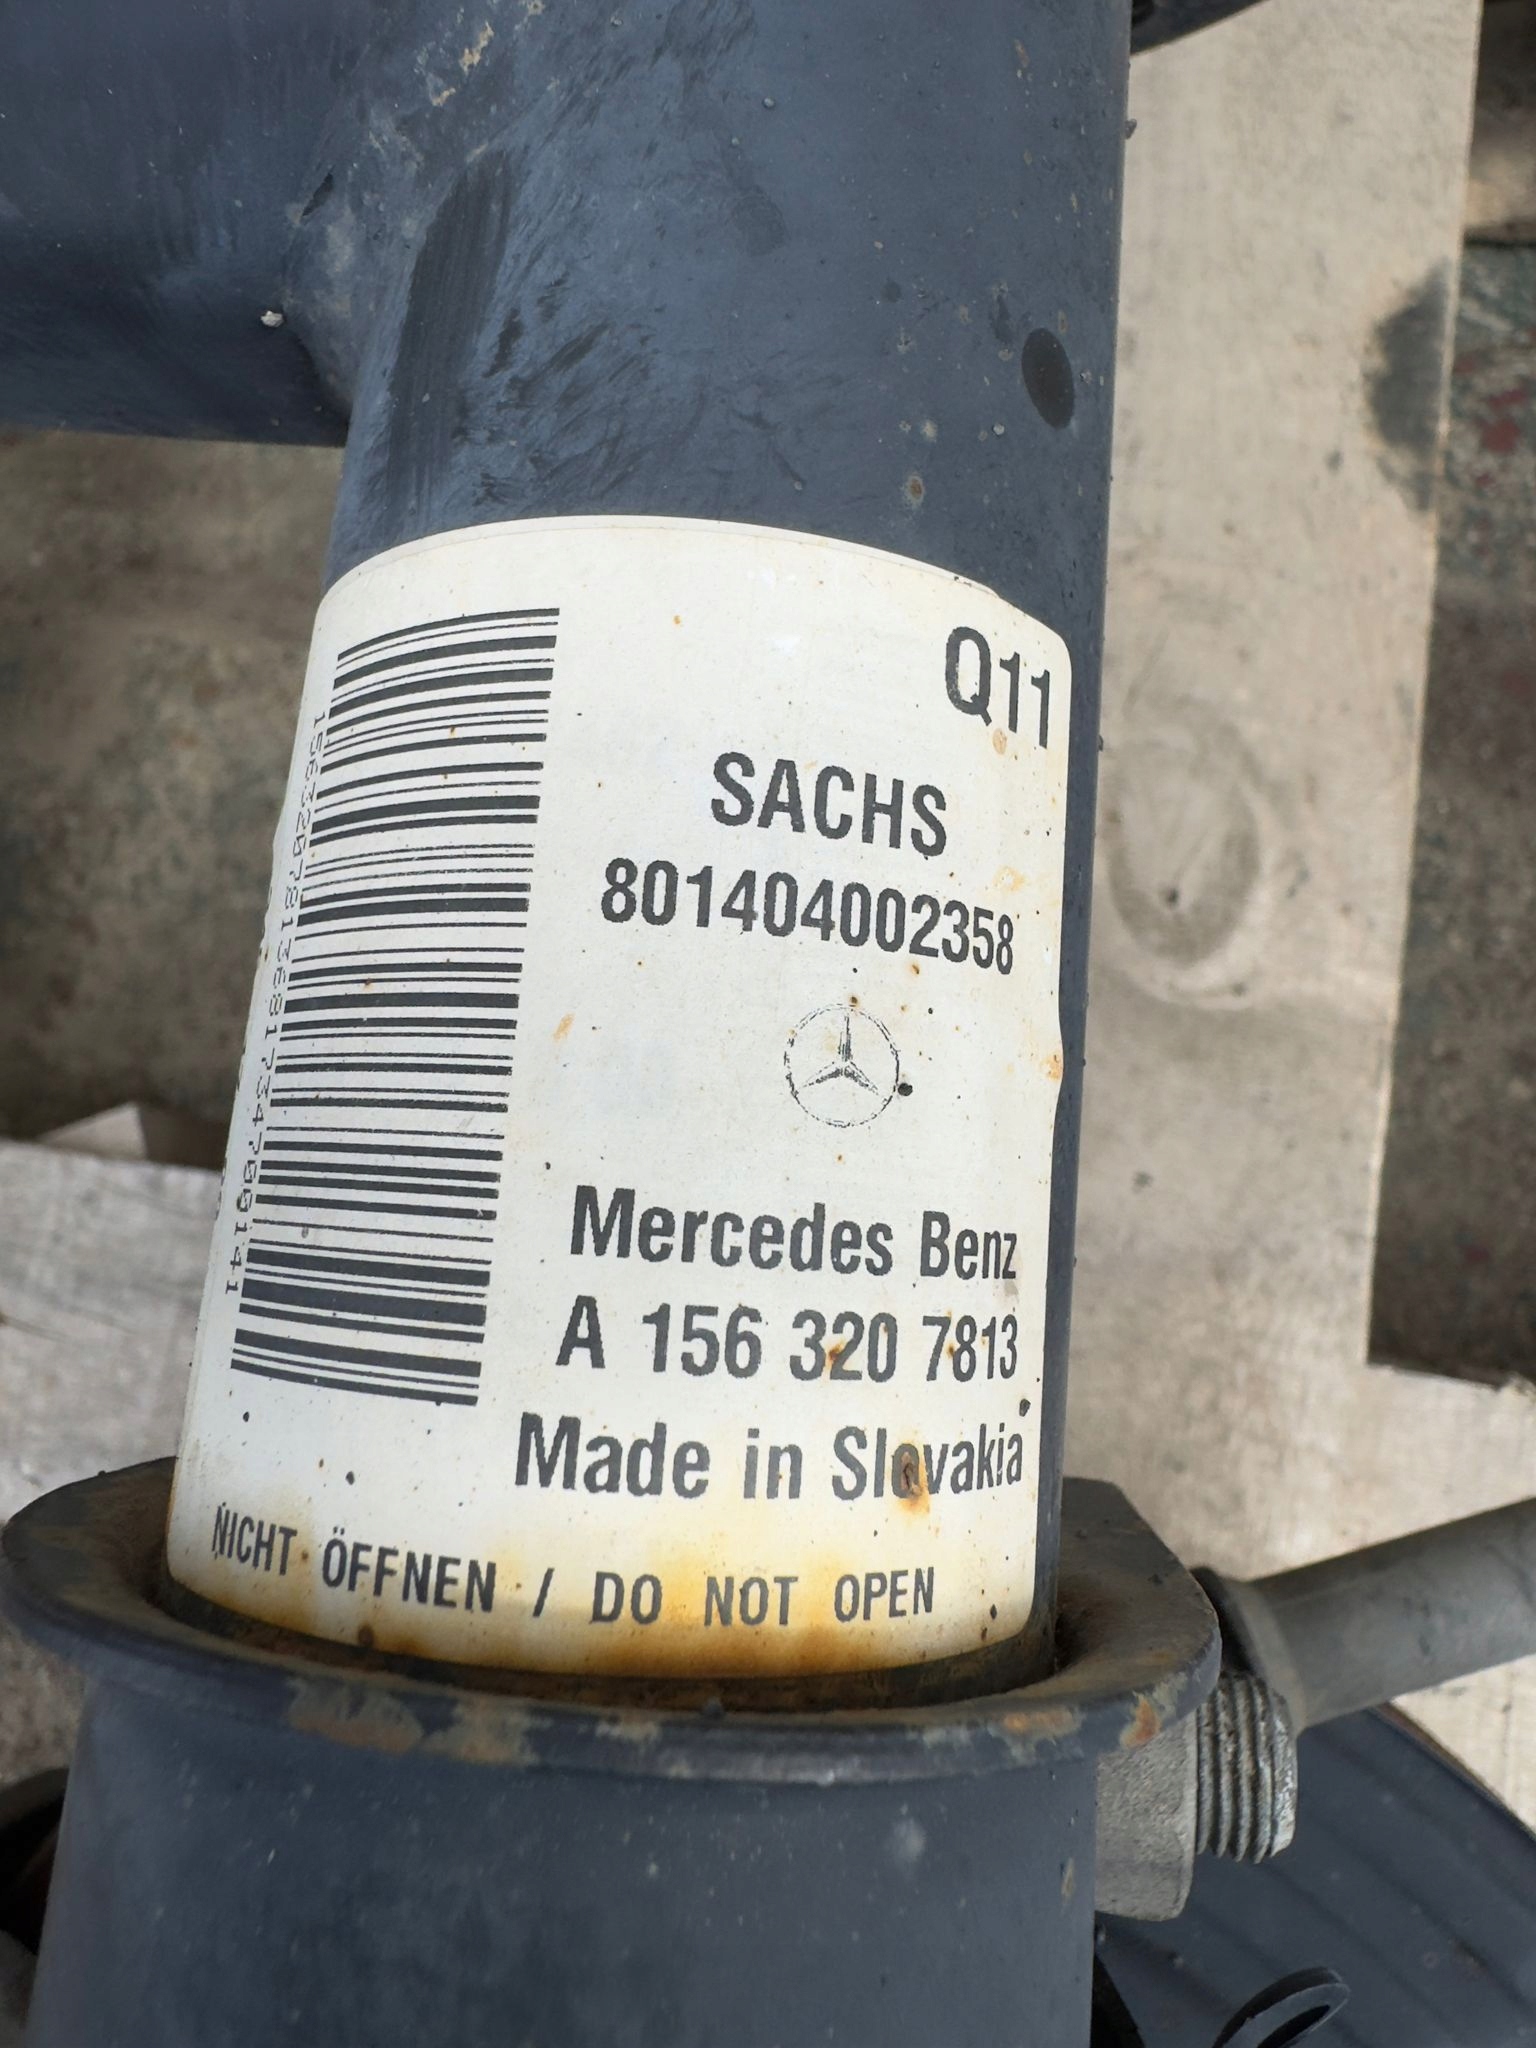 Q11
SACHS
801404002358
Mercedes Benz
A 156 320 7813
Made in Slovakia
NICHT ÖFFNEN / DO NOT OPEN